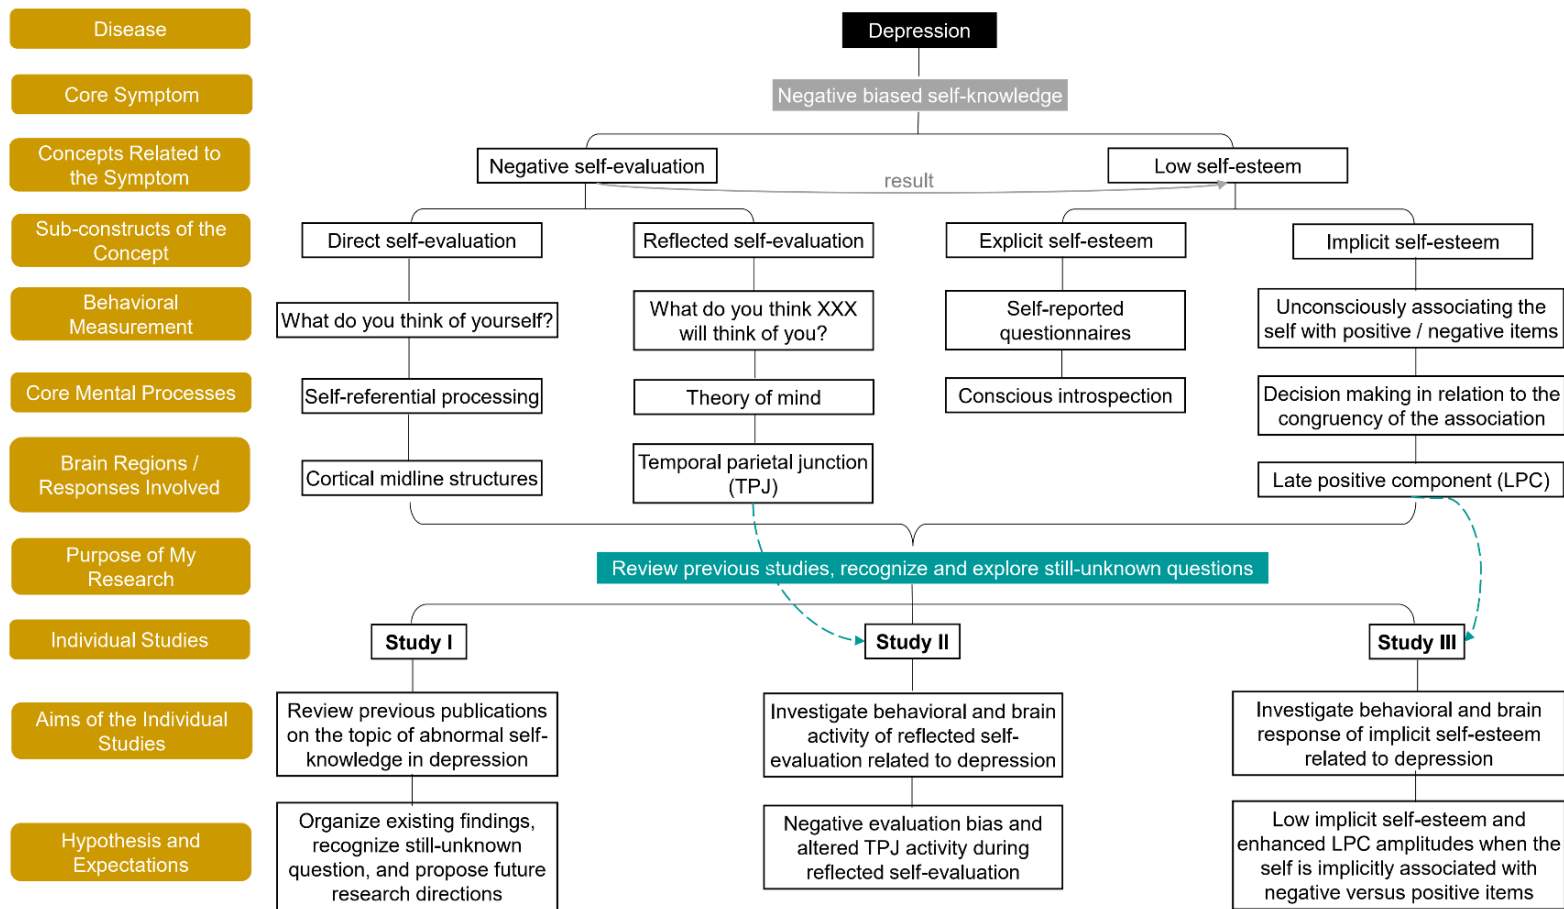 Disease
Depression
Core Symptom
Negative biased self-knowledge
Concepts Related to
the Symptom
Negative self-evaluation
Low self-esteem
result
Sub-constructs of the
Concept
Direct self-evaluation
Reflected self-evaluation
Explicit self-esteem
Implicit self-esteem
Behavioral
Measurement
What do you think of yourself?
What do you think XXX
will think of you?
Self-reported
questionnaires
Unconsciously associating the
self with positive / negative items
Core Mental Processes
Self-referential processing
Theory of mind
Conscious introspection
Decision making in relation to the
congruency of the association
Brain Regions /
Responses Involved
Cortical midline structures
Temporal parietal junction
(TPJ)
Late positive component (LPC)
Purpose of My
Research
Review previous studies, recognize and explore still-unknown questions
Individual Studies
Study I
Study II
Study III
Aims of the Individual
Studies
Review previous publications
on the topic of abnormal self-
knowledge in depression
Investigate behavioral and brain
activity of reflected self-
evaluation related to depression
Investigate behavioral and brain
response of implicit self-esteem
related to depression
Hypothesis and
Expectations
Organize existing findings,
recognize still-unknown
question, and propose future
research directions
Negative evaluation bias and
altered TPJ activity during
reflected self-evaluation
Low implicit self-esteem and
enhanced LPC amplitudes when the
self is implicitly associated with
negative versus positive items